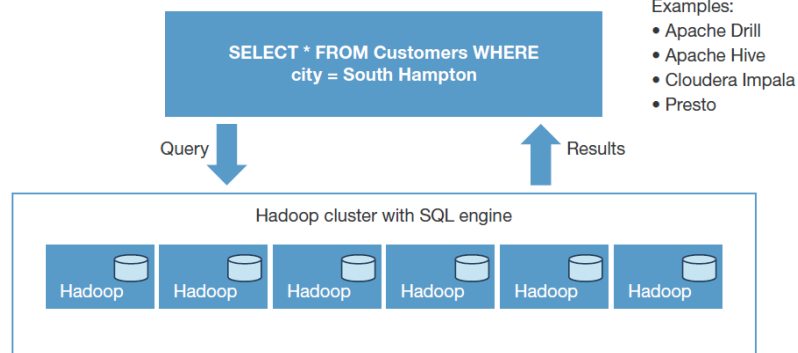 Examples:
• Apache Drill
• Apache Hive
• Cloudera Impala
• Presto
SELECT * FROM Customers WHERE
city = South Hampton
Query
Results
Hadoop cluster with SQL engine
Hadoop
Hadoop
Hadoop
Hadoop
Hadoop
Hadoop